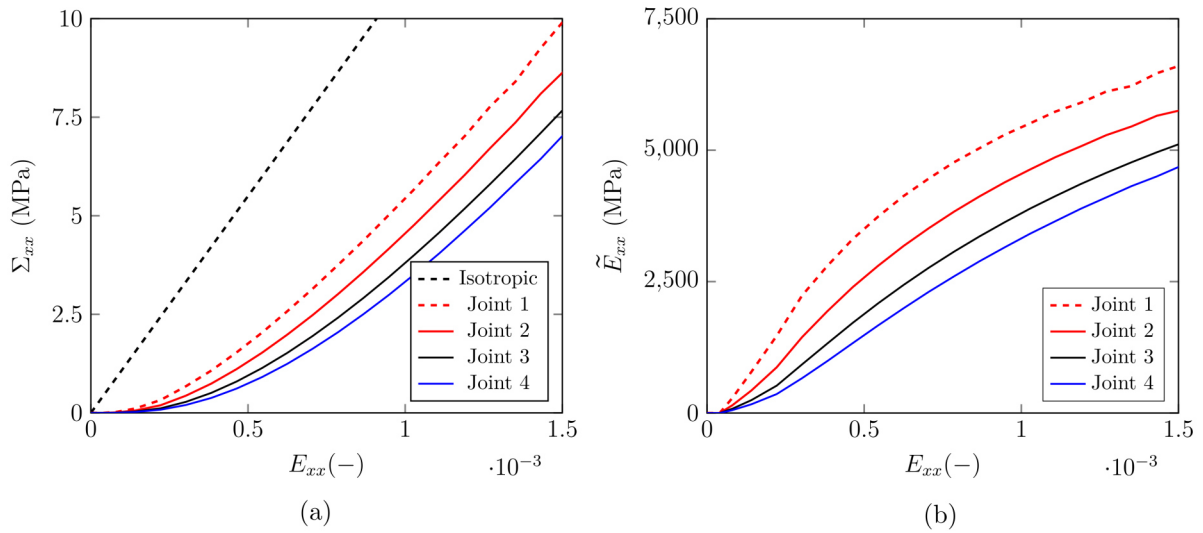 10
7.5
5
2.5
0
Σxx (MPa)
Isotropic
Joint 1
Joint 2
Joint 3
Joint 4
0 0.5 1 1.5
Exx(−) ·10−3
(a)
7,500
5,000
2,500
0
Ẽxx (MPa)
Joint 1
Joint 2
Joint 3
Joint 4
0 0.5 1 1.5
Exx(−) ·10−3
(b)